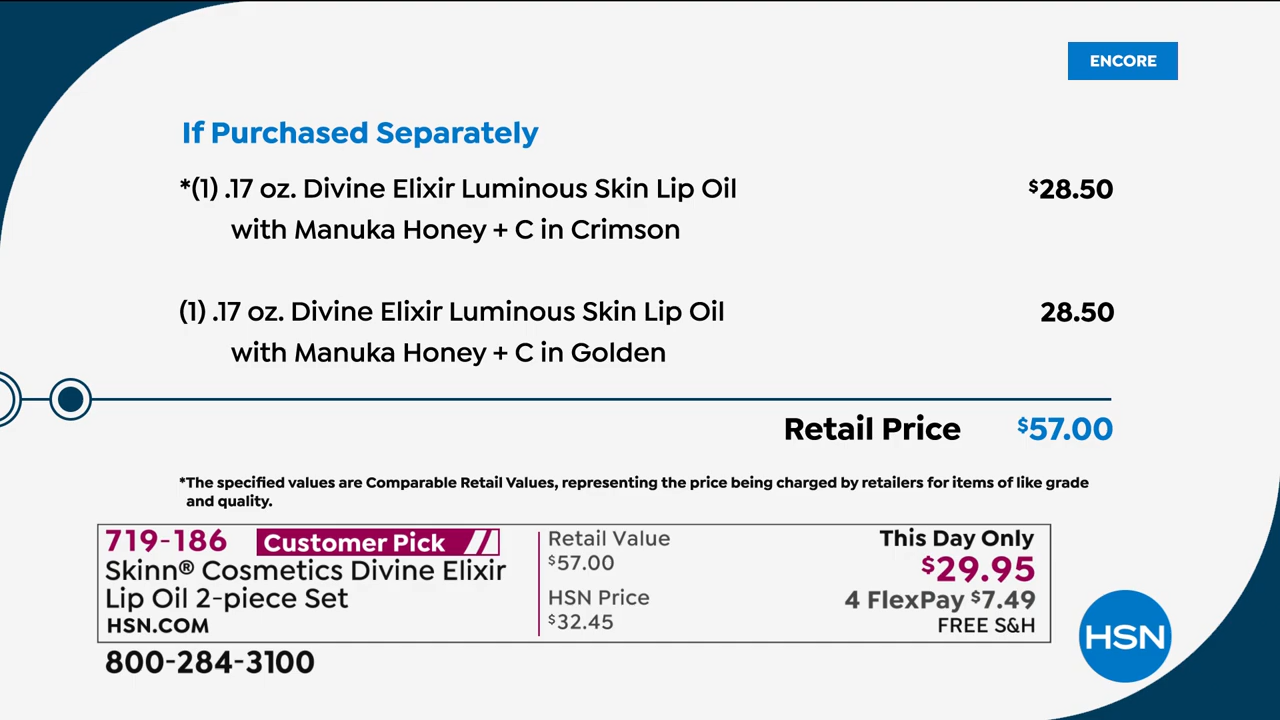 ENCORE
If Purchased Separately
*(1) .17 oz. Divine Elixir Luminous Skin Lip Oil $28.50
with Manuka Honey + C in Crimson
(1) .17 oz. Divine Elixir Luminous Skin Lip Oil 28.50
with Manuka Honey + C in Golden
Retail Price $57.00
*The specified values are Comparable Retail Values, representing the price being charged by retailers for items of like grade
and quality.
719-186 Customer Pick
Skinn® Cosmetics Divine Elixir
Lip Oil 2-piece Set
HSN.COM
Retail Value
$57.00
HSN Price
$32.45
This Day Only
$29.95
4 FlexPay $7.49
FREE S&H
800-284-3100
HSN